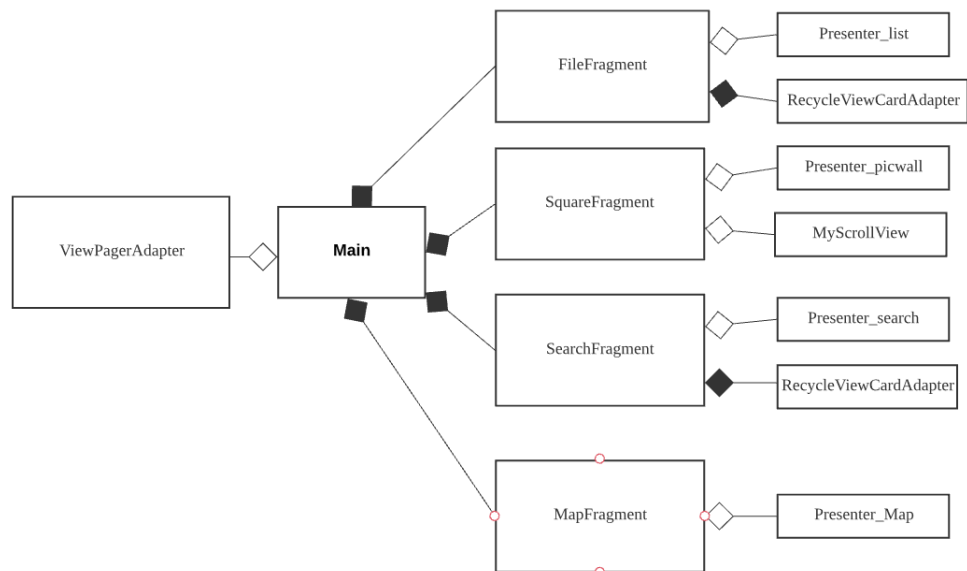 Presenter_list
FileFragment
RecycleViewCardAdapter
Presenter_picwall
SquareFragment
MyScrollView
ViewPagerAdapter
Main
Presenter_search
SearchFragment
RecycleViewCardAdapter
MapFragment
Presenter_Map